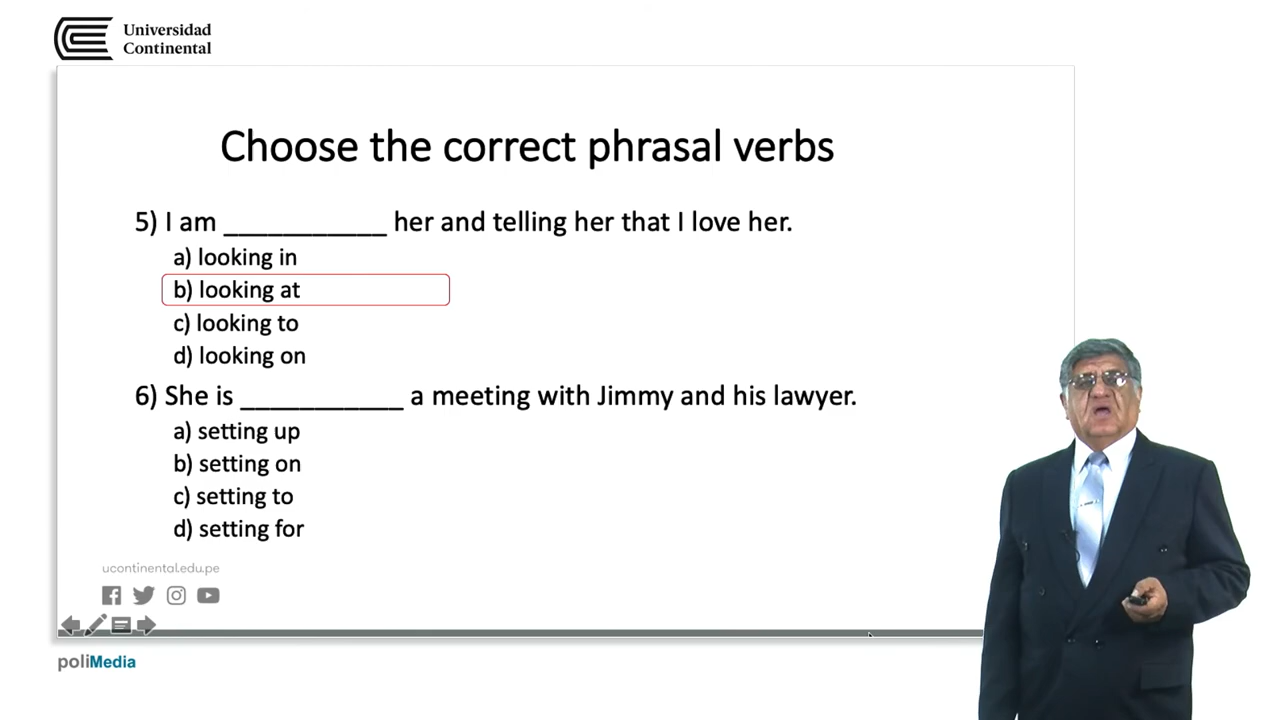 Universidad
Continental
Choose the correct phrasal verbs
5) I am ____________ her and telling her that I love her.
a) looking in
b) looking at
c) looking to
d) looking on
6) She is ____________ a meeting with Jimmy and his lawyer.
a) setting up
b) setting on
c) setting to
d) setting for
ucontinental.edu.pe
poliMedia